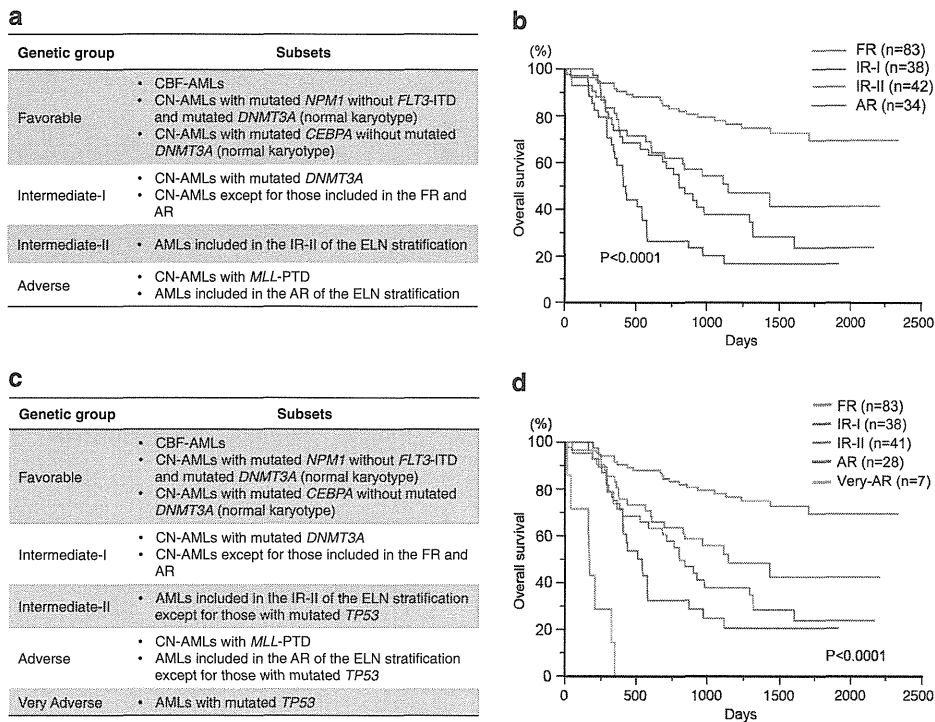 a
Genetic group Subsets
Favorable
• CBF-AMLs
• CN-AMLs with mutated NPM1 without FLT3-ITD
and mutated DNMT3A (normal karyotype)
• CN-AMLs with mutated CEBPA without mutated
DNMT3A (normal karyotype)
Intermediate-I
• CN-AMLs with mutated DNMT3A
• CN-AMLs except for those included in the FR and
AR
Intermediate-II
• AMLs included in the IR-II of the ELN stratification
Adverse
• CN-AMLs with MLL-PTD
• AMLs included in the AR of the ELN stratification
b
(%)
100
80
60
40
20
0
Overall survival
FR (n=83)
IR-I (n=38)
IR-II (n=42)
AR (n=34)
P<0.0001
0 500 1000 1500 2000 2500
Days
c
Genetic group Subsets
Favorable
• CBF-AMLs
• CN-AMLs with mutated NPM1 without FLT3-ITD
and mutated DNMT3A (normal karyotype)
• CN-AMLs with mutated CEBPA without mutated
DNMT3A (normal karyotype)
Intermediate-I
• CN-AMLs with mutated DNMT3A
• CN-AMLs except for those included in the FR and
AR
Intermediate-II
• AMLs included in the IR-II of the ELN stratification
except for those with mutated TP53
Adverse
• CN-AMLs with MLL-PTD
• AMLs included in the AR of the ELN stratification
except for those with mutated TP53
Very Adverse
• AMLs with mutated TP53
d
(%)
100
80
60
40
20
0
Overall survival
FR (n=83)
IR-I (n=38)
IR-II (n=41)
AR (n=28)
Very-AR (n=7)
P<0.0001
0 500 1000 1500 2000 2500
Days